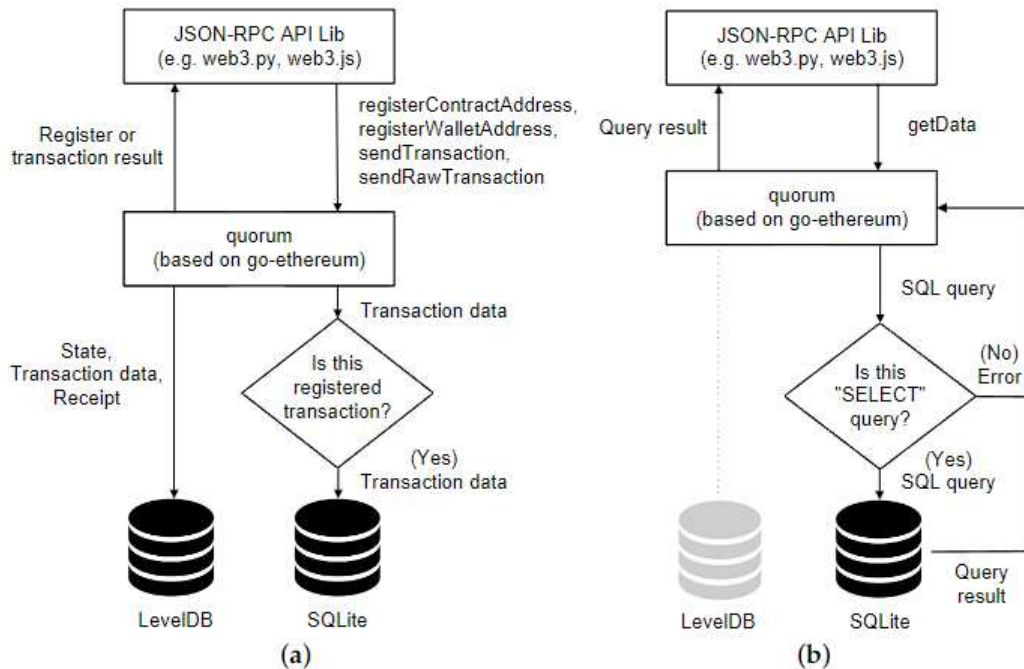 JSON-RPC API Lib
(e.g. web3.py, web3.js)
Register or
transaction result
registerContractAddress,
registerWalletAddress,
sendTransaction,
sendRawTransaction
quorum
(based on go-ethereum)
Transaction data
State,
Transaction data,
Receipt
Is this
registered
transaction?
(Yes)
Transaction data
LevelDB
SQLite
(a)
JSON-RPC API Lib
(e.g. web3.py, web3.js)
Query result
getData
quorum
(based on go-ethereum)
SQL query
Is this
"SELECT"
query?
(No)
Error
(Yes)
SQL query
Query
result
LevelDB
SQLite
(b)